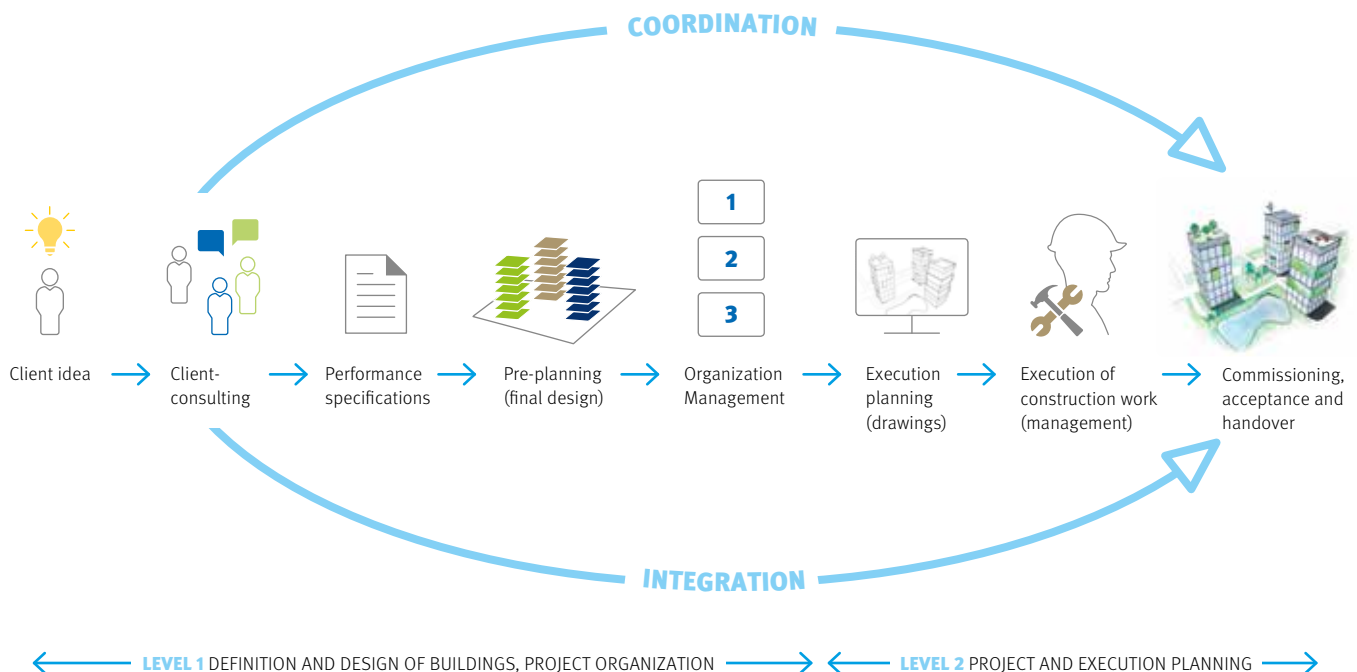 COORDINATION
1
2
3
Client idea
Client-
consulting
Performance
specifications
Pre-planning
(final design)
Organization
Management
Execution
planning
(drawings)
Execution of
construction work
(management)
Commissioning,
acceptance and
handover
INTEGRATION
LEVEL 1 DEFINITION AND DESIGN OF BUILDINGS, PROJECT ORGANIZATION
LEVEL 2 PROJECT AND EXECUTION PLANNING